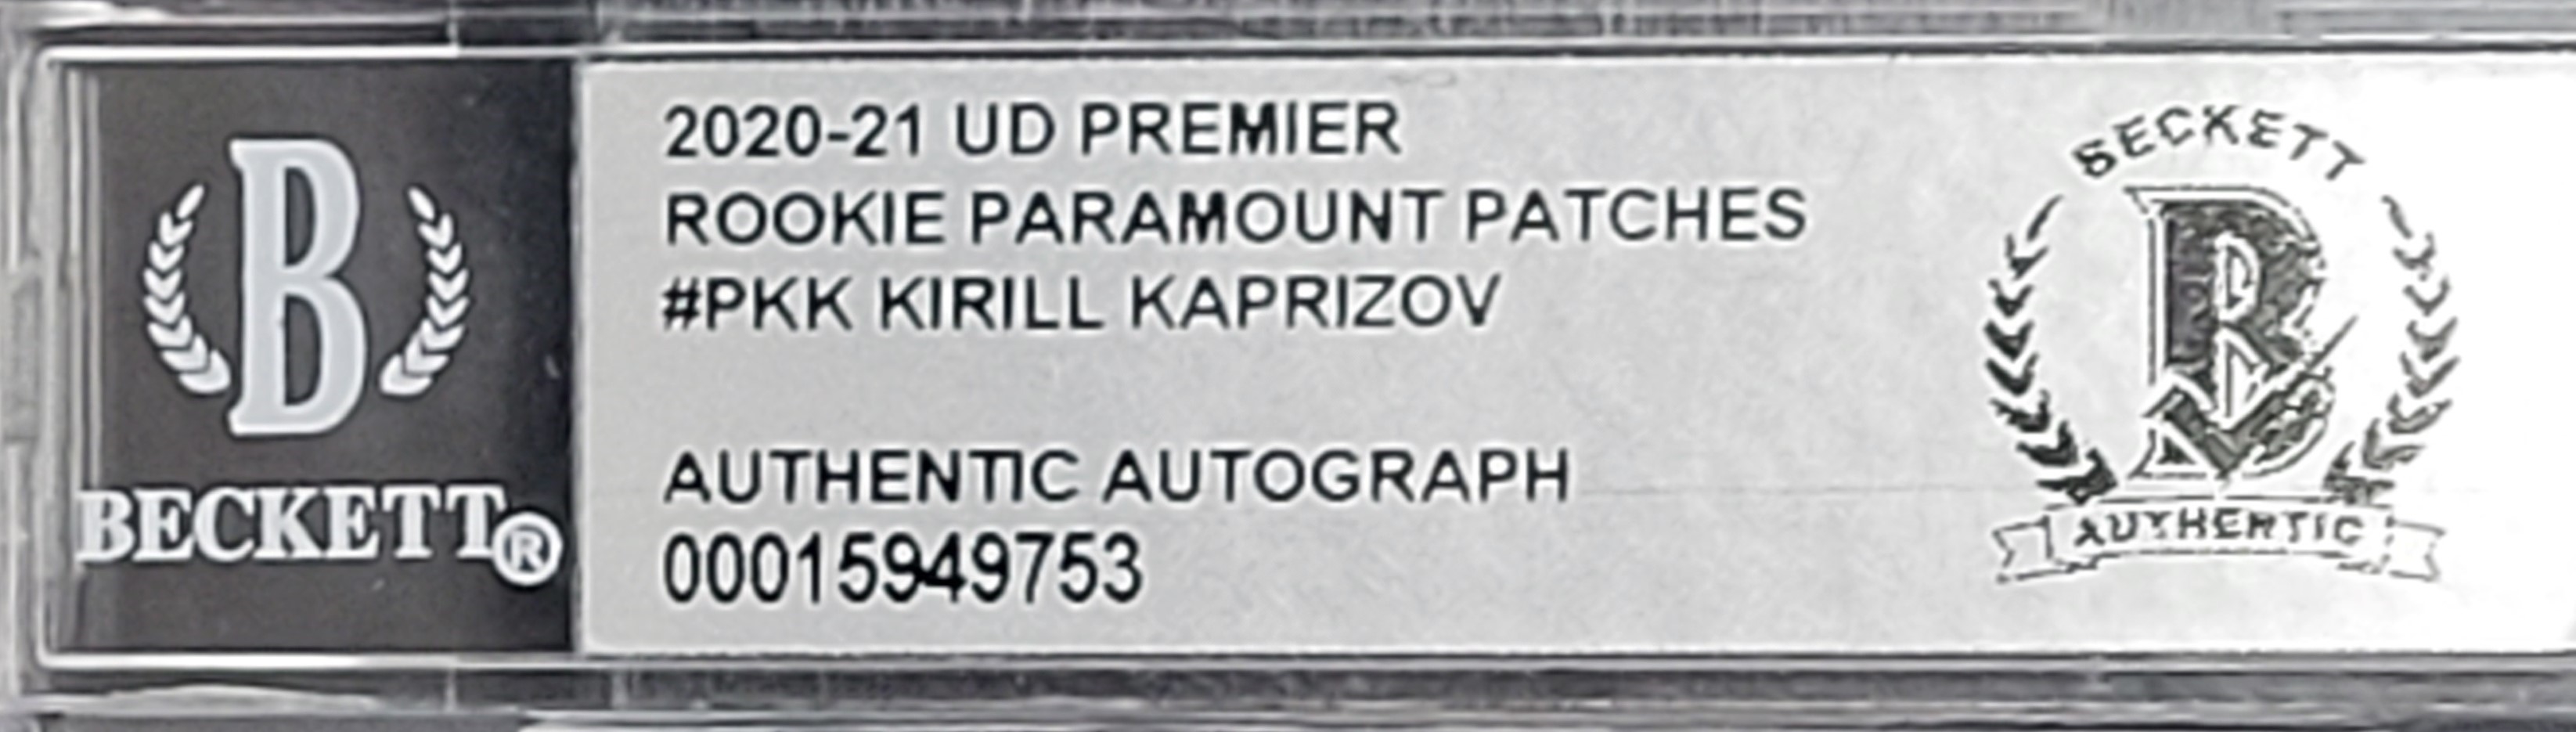 B
BECKETT®
2020-21 UD PREMIER
ROOKIE PARAMOUNT PATCHES
#PKK KIRILL KAPRIZOV
AUTHENTIC AUTOGRAPH
00015949753
BECKETT
B
AUTHENTIC